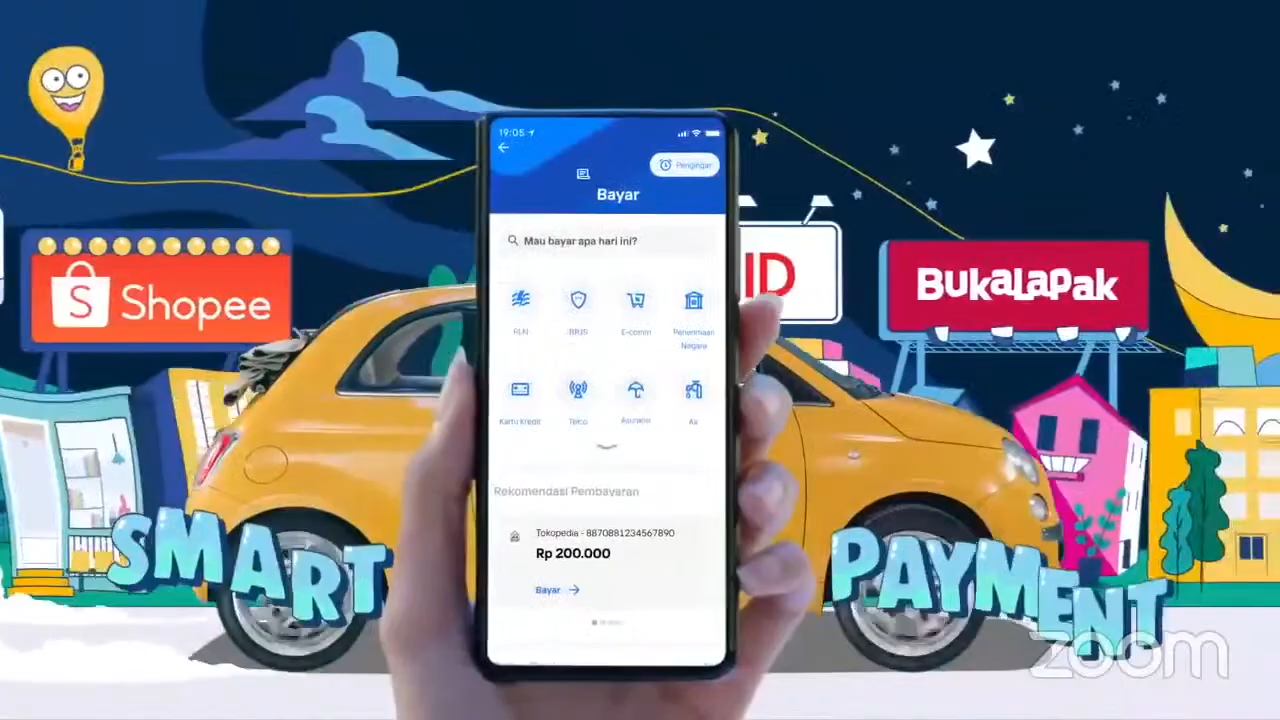 19:05
Pengingat
Bayar
Mau bayar apa hari ini?
PLN
BPJS
E-comm
Penerimaan
Negara
Kartu Kredit
Telco
Asuransi
Air
Rekomendasi Pembayaran
Tokopedia - 8870881234567890
Rp 200.000
Bayar
S Shopee
ID
Bukalapak
SMART
PAYMENT
zoom